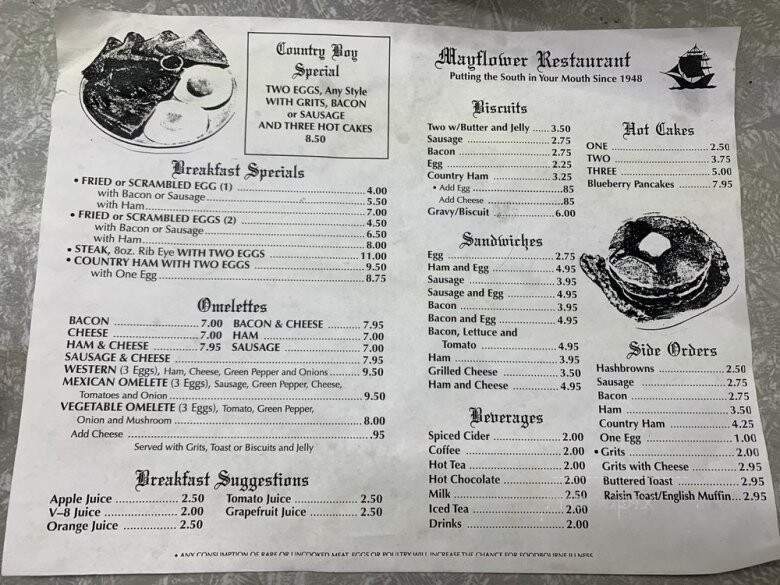 Country Boy
Special
TWO EGGS, Any Style
WITH GRITS, BACON
or SAUSAGE
AND THREE HOT CAKES
8.50
Breakfast Specials
• FRIED or SCRAMBLED EGG (1) 4.00
with Bacon or Sausage 5.50
with Ham 7.00
• FRIED or SCRAMBLED EGGS (2) 4.50
with Bacon or Sausage 6.50
with Ham 8.00
• STEAK, 8oz. Rib Eye WITH TWO EGGS 11.00
• COUNTRY HAM WITH TWO EGGS 9.50
with One Egg 8.75
Omelettes
BACON 7.00 BACON & CHEESE 7.95
CHEESE 7.00 HAM 7.00
HAM & CHEESE 7.95 SAUSAGE 7.00
SAUSAGE & CHEESE 7.95
WESTERN (3 Eggs), Ham, Cheese, Green Pepper and Onions 9.50
MEXICAN OMELETE (3 Eggs), Sausage, Green Pepper, Cheese,
Tomatoes and Onion 9.50
VEGETABLE OMELETE (3 Eggs), Tomato, Green Pepper,
Onion and Mushroom 8.00
Add Cheese .95
Served with Grits, Toast or Biscuits and Jelly
Breakfast Suggestions
Apple Juice 2.50 Tomato Juice 2.50
V–8 Juice 2.00 Grapefruit Juice 2.50
Orange Juice 2.50
Mayflower Restaurant
Putting the South in Your Mouth Since 1948
Biscuits
Two w/Butter and Jelly 3.50
Sausage 2.75
Bacon 2.75
Egg 2.25
Country Ham 3.25
• Add Egg .85
Add Cheese .85
Gravy/Biscuit 6.00
Sandwiches
Egg 2.75
Ham and Egg 4.95
Sausage 3.95
Sausage and Egg 4.95
Bacon 3.95
Bacon and Egg 4.95
Bacon, Lettuce and
Tomato 4.95
Ham 3.95
Grilled Cheese 3.50
Ham and Cheese 4.95
Beverages
Spiced Cider 2.00
Coffee 2.00
Hot Tea 2.00
Hot Chocolate 2.00
Milk 2.50
Iced Tea 2.00
Drinks 2.00
Hot Cakes
ONE 2.50
TWO 3.75
THREE 5.00
Blueberry Pancakes 7.95
Side Orders
Hashbrowns 2.50
Sausage 2.75
Bacon 2.75
Ham 3.50
Country Ham 4.25
One Egg 1.00
• Grits 2.00
Grits with Cheese 2.95
Buttered Toast 2.95
Raisin Toast/English Muffin 2.95
• ANY CONSUMPTION OF RARE OR UNCOOKED MEAT, EGGS OR POULTRY WILL INCREASE THE CHANCE FOR FOODBOURNE ILLNESS